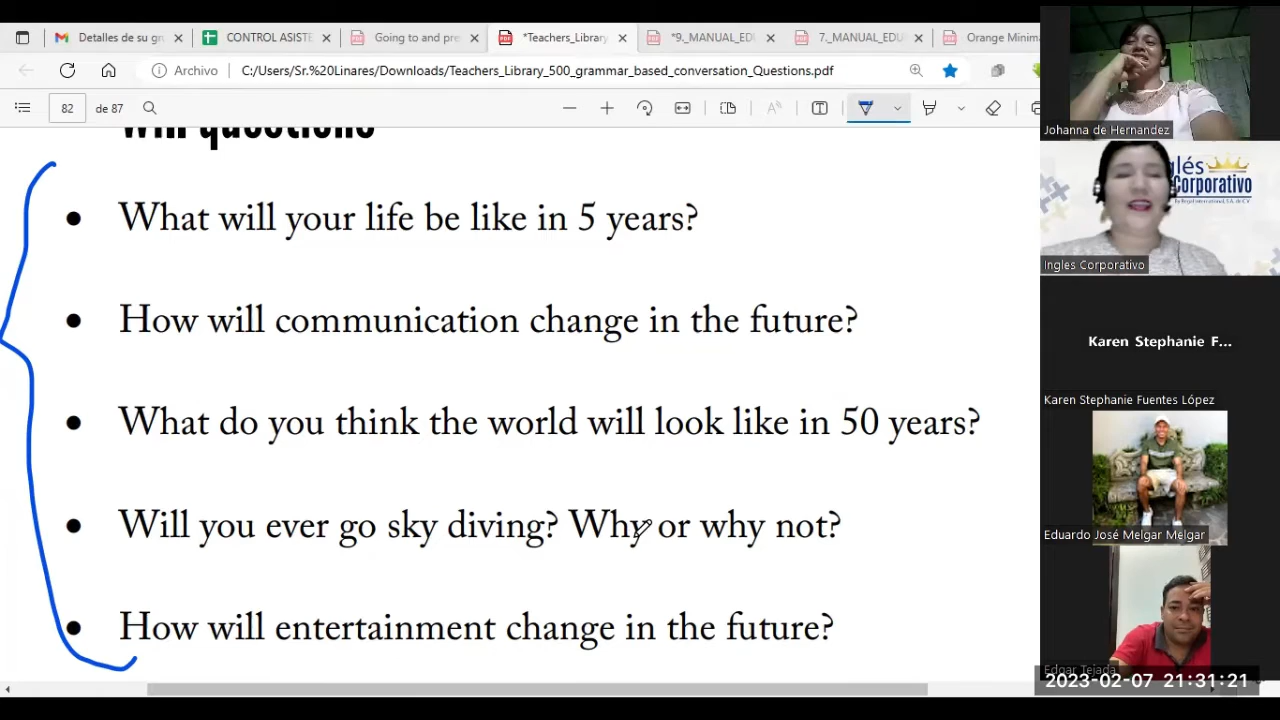 Detalles de su gru
CONTROL ASISTE
Going to and pre
*Teachers_Library
*9._MANUAL_EDU
7._MANUAL_EDUC
Orange Minima
Archivo
C:/Users/Sr.%20Linares/Downloads/Teachers_Library_500_grammar_based_conversation_Questions.pdf
82
de 87
Will questions
What will your life be like in 5 years?
How will communication change in the future?
What do you think the world will look like in 50 years?
Will you ever go sky diving? Why or why not?
How will entertainment change in the future?
Johanna de Hernandez
glés
Corporativo
Ingles Corporativo
Karen Stephanie F...
Karen Stephanie Fuentes López
Eduardo José Melgar Melgar
Edgar Tejada
2023-02-07 21:31:21